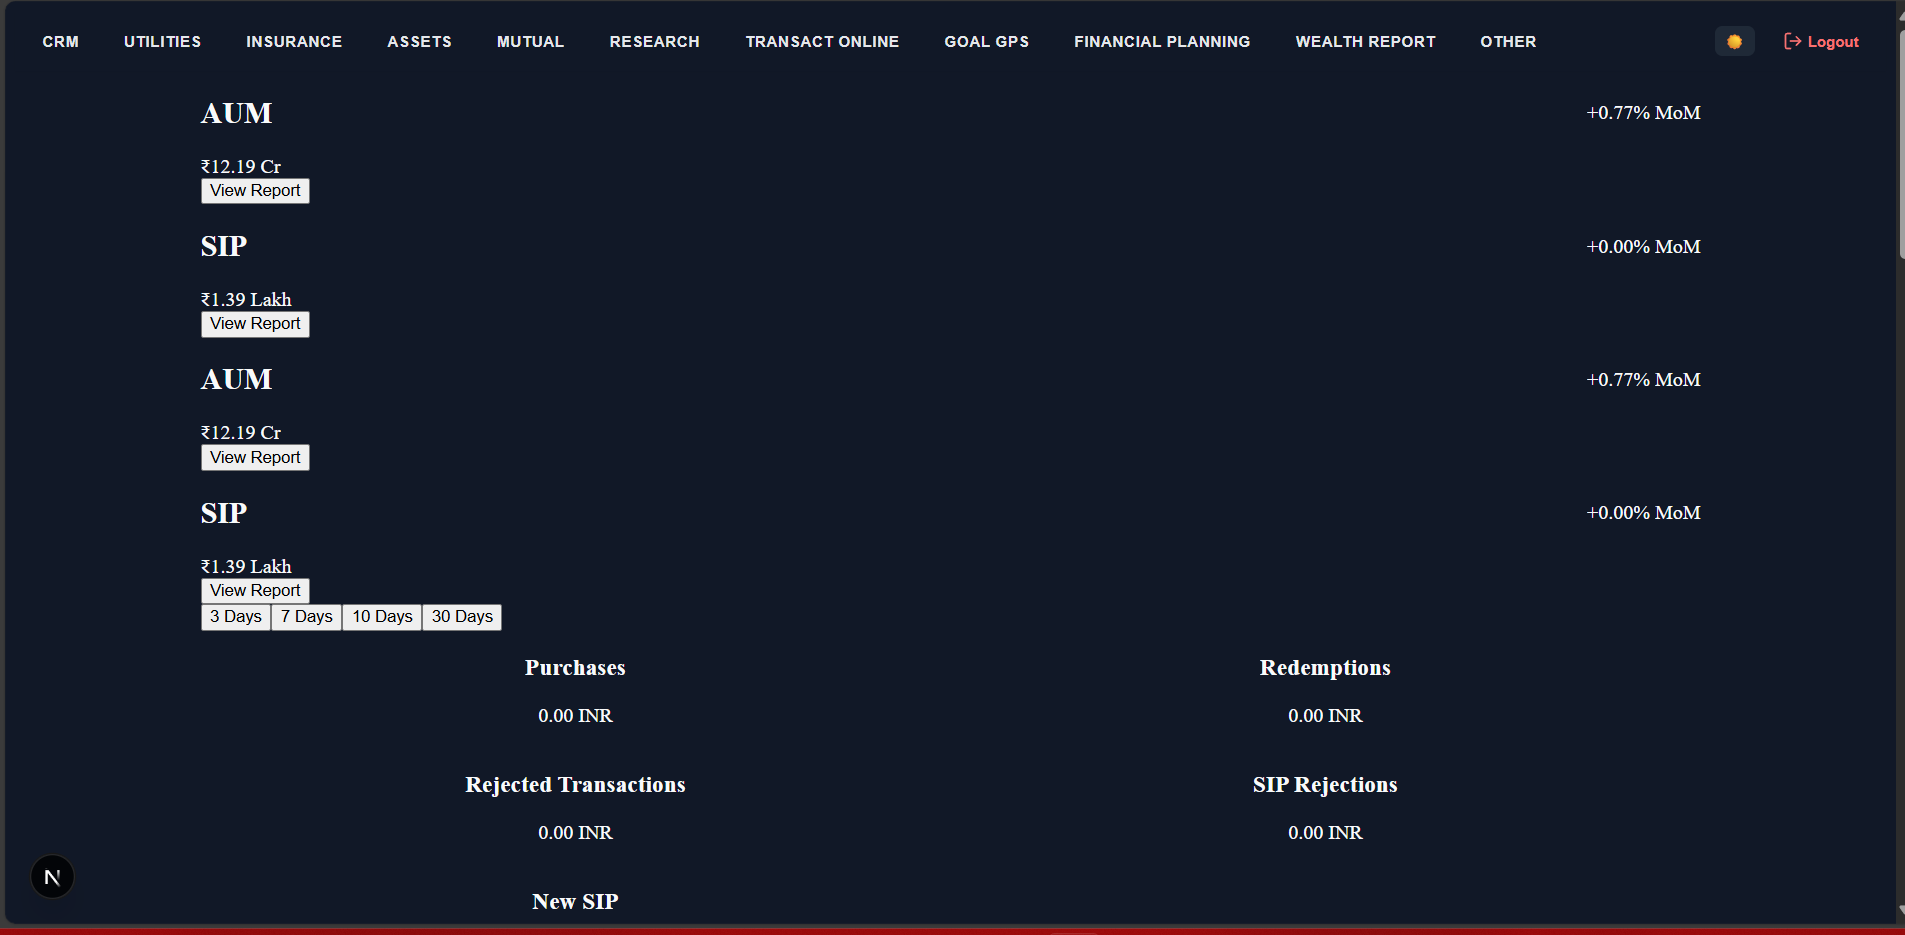 CRM UTILITIES INSURANCE ASSETS MUTUAL RESEARCH TRANSACT ONLINE GOAL GPS FINANCIAL PLANNING WEALTH REPORT OTHER Logout
AUM +0.77% MoM
₹12.19 Cr
View Report
SIP +0.00% MoM
₹1.39 Lakh
View Report
AUM +0.77% MoM
₹12.19 Cr
View Report
SIP +0.00% MoM
₹1.39 Lakh
View Report
3 Days 7 Days 10 Days 30 Days
Purchases Redemptions
0.00 INR 0.00 INR
Rejected Transactions SIP Rejections
0.00 INR 0.00 INR
N
New SIP